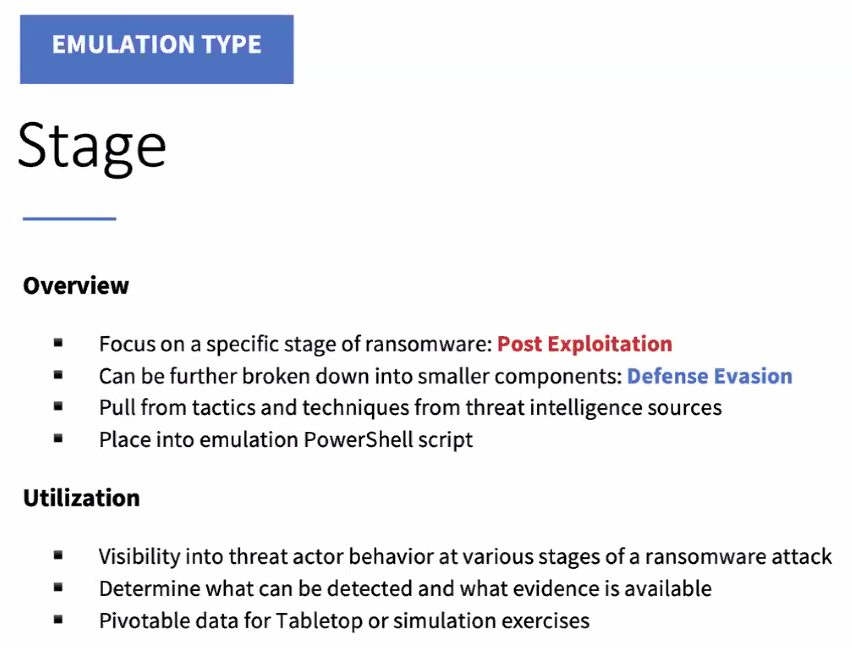 EMULATION TYPE
Stage
Overview
▪ Focus on a specific stage of ransomware: Post Exploitation
▪ Can be further broken down into smaller components: Defense Evasion
▪ Pull from tactics and techniques from threat intelligence sources
▪ Place into emulation PowerShell script
Utilization
▪ Visibility into threat actor behavior at various stages of a ransomware attack
▪ Determine what can be detected and what evidence is available
▪ Pivotable data for Tabletop or simulation exercises